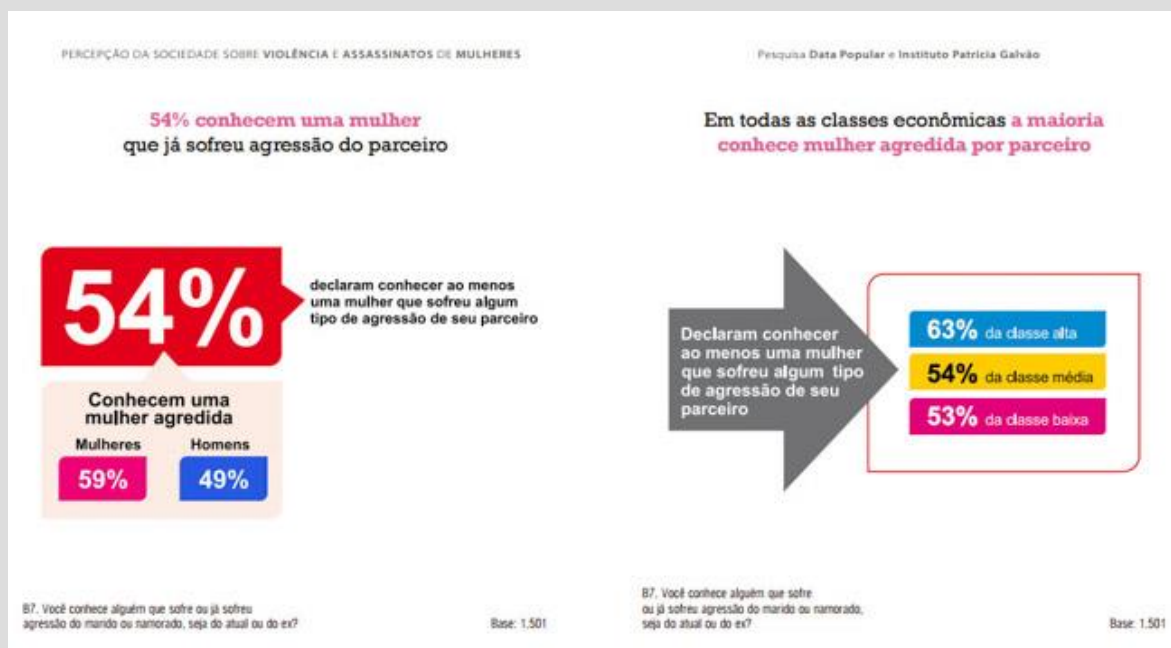 PERCEPÇÃO DA SOCIEDADE SOBRE VIOLÊNCIA E ASSASSINATOS DE MULHERES
54% conhecem uma mulher
que já sofreu agressão do parceiro
54%
declaram conhecer ao menos
uma mulher que sofreu algum
tipo de agressão de seu parceiro
Conhecem uma
mulher agredida
Mulheres
Homens
59%
49%
B7. Você conhece alguém que sofre ou já sofreu
agressão do marido ou namorado, seja do atual ou do ex?
Base: 1.501
Pesquisa Data Popular e Instituto Patrícia Galvão
Em todas as classes econômicas a maioria
conhece mulher agredida por parceiro
Declaram conhecer
ao menos uma mulher
que sofreu algum tipo
de agressão de seu
parceiro
63% da classe alta
54% da classe média
53% da classe baixa
B7. Você conhece alguém que sofre
ou já sofreu agressão do marido ou namorado,
seja do atual ou do ex?
Base: 1.501